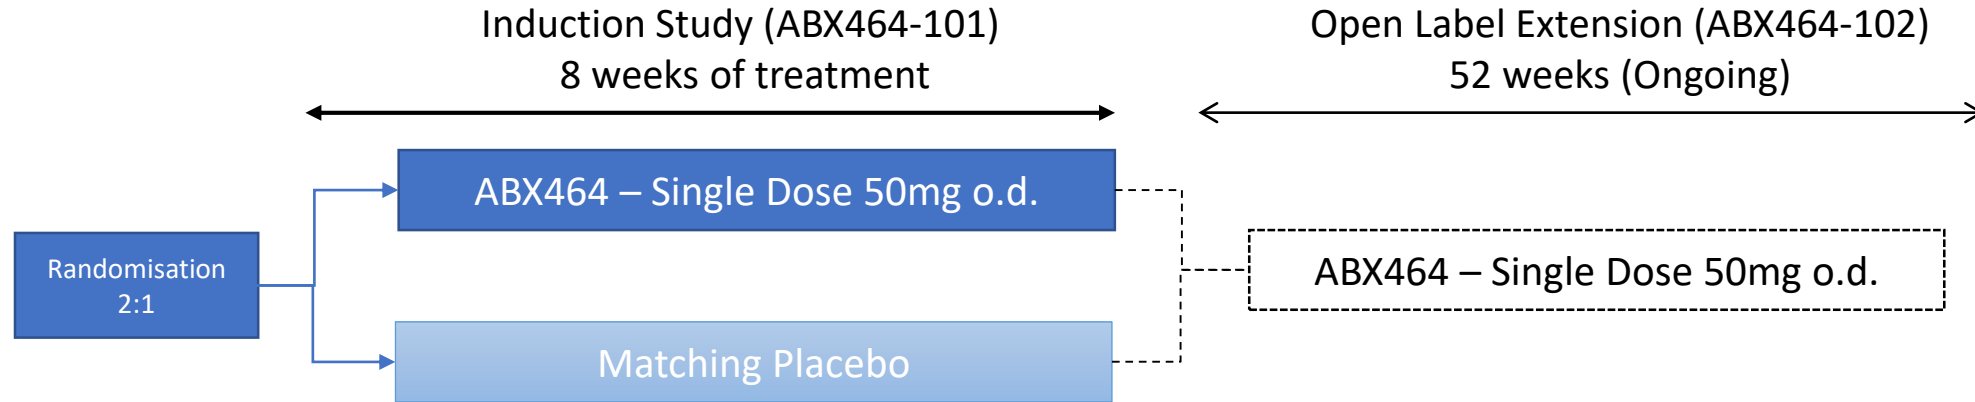 Induction Study (ABX464-101)
8 weeks of treatment
Open Label Extension (ABX464-102)
52 weeks (Ongoing)
Randomisation
2:1
ABX464 – Single Dose 50mg o.d.
Matching Placebo
ABX464 – Single Dose 50mg o.d.